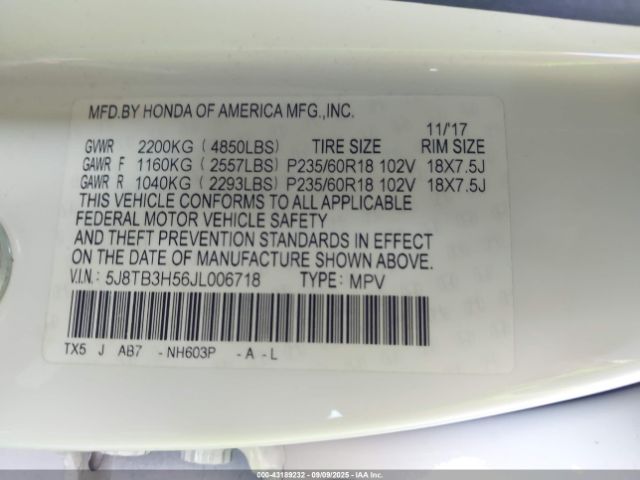 MFD.BY HONDA OF AMERICA MFG.,INC.
11/'17
GVWR 2200KG ( 4850LBS) TIRE SIZE RIM SIZE
GAWR F 1160KG ( 2557LBS) P235/60R18 102V 18X7.5J
GAWR R 1040KG ( 2293LBS) P235/60R18 102V 18X7.5J
THIS VEHICLE CONFORMS TO ALL APPLICABLE
FEDERAL MOTOR VEHICLE SAFETY
AND THEFT PREVENTION STANDARDS IN EFFECT
ON THE DATE OF MANUFACTURE SHOWN ABOVE.
V.I.N.: 5J8TB3H56JL006718 TYPE: MPV
TX5 J AB7 -NH603P -A-L
000-43189232 - 09/09/2025 - IAAI.COM